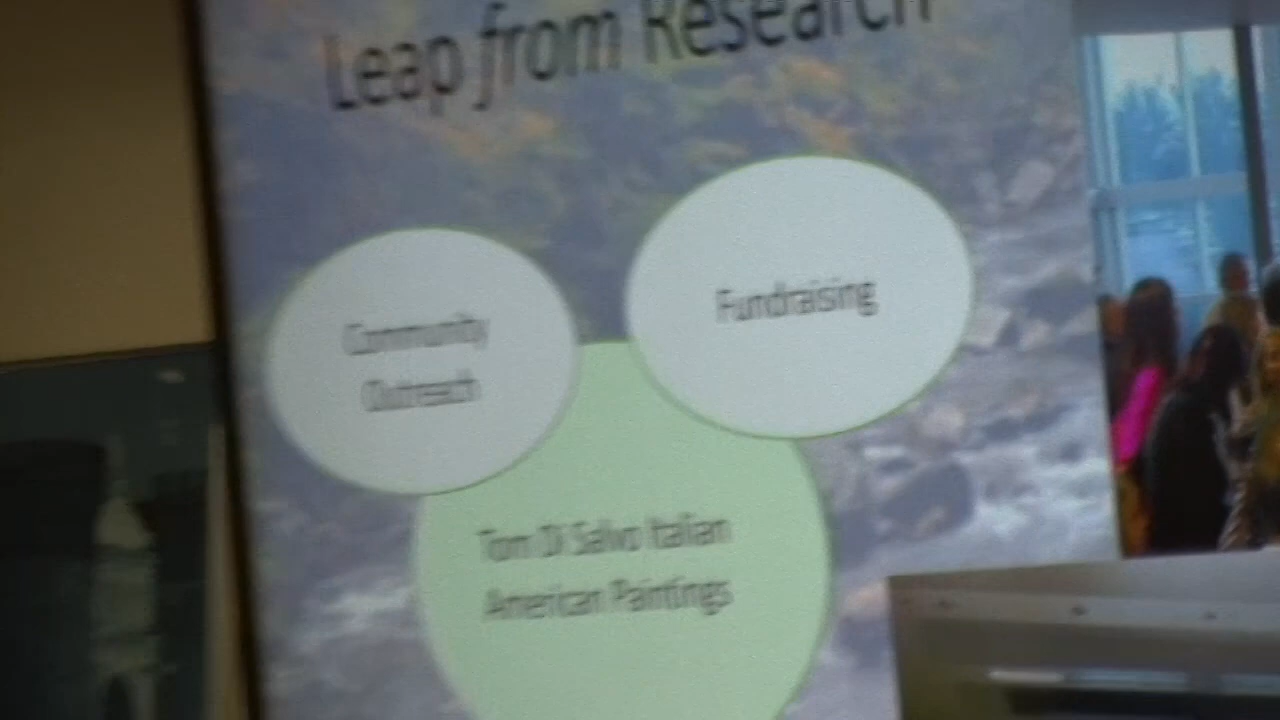 Leap from Research
Fundraising
Community
Outreach
Tom Di Salvo Italian
American Paintings